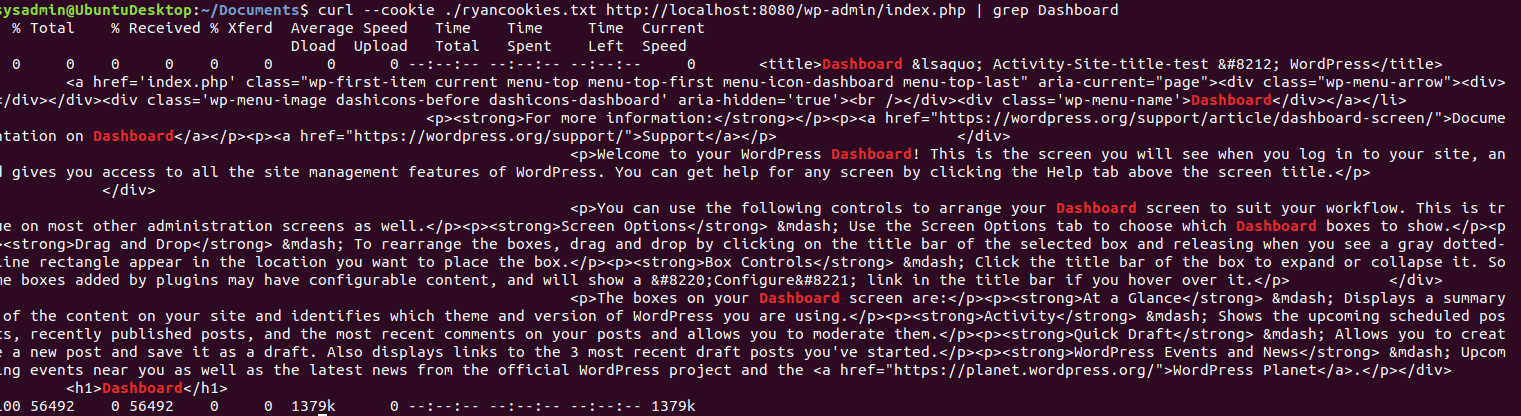 sysadmin@UbuntuDesktop:~/Documents$ curl --cookie ./ryancookies.txt http://localhost:8080/wp-admin/index.php | grep Dashboard
% Total % Received % Xferd Average Speed Time Time Time Current
Dload Upload Total Spent Left Speed
0 0 0 0 0 0 0 0 --:--:-- --:--:-- --:--:-- 0 <title>Dashboard &lsaquo; Activity-Site-title-test &#8212; WordPress</title>
<a href='index.php' class="wp-first-item current menu-top menu-top-first menu-icon-dashboard menu-top-last" aria-current="page"><div class="wp-menu-arrow"><div>
</div></div><div class='wp-menu-image dashicons-before dashicons-dashboard' aria-hidden='true'><br /></div><div class='wp-menu-name'>Dashboard</div></a></li>
<p><strong>For more information:</strong></p><p><a href="https://wordpress.org/support/article/dashboard-screen/">Docume
ntation on Dashboard</a></p><p><a href="https://wordpress.org/support/">Support</a></p> </div>
<p>Welcome to your WordPress Dashboard! This is the screen you will see when you log in to your site, an
d gives you access to all the site management features of WordPress. You can get help for any screen by clicking the Help tab above the screen title.</p>
</div>
<p>You can use the following controls to arrange your Dashboard screen to suit your workflow. This is tr
ue on most other administration screens as well.</p><p><strong>Screen Options</strong> &mdash; Use the Screen Options tab to choose which Dashboard boxes to show.</p><p
><strong>Drag and Drop</strong> &mdash; To rearrange the boxes, drag and drop by clicking on the title bar of the selected box and releasing when you see a gray dotted-
line rectangle appear in the location you want to place the box.</p><p><strong>Box Controls</strong> &mdash; Click the title bar of the box to expand or collapse it. So
me boxes added by plugins may have configurable content, and will show a &#8220;Configure&#8221; link in the title bar if you hover over it.</p> </div>
<p>The boxes on your Dashboard screen are:</p><p><strong>At a Glance</strong> &mdash; Displays a summary
of the content on your site and identifies which theme and version of WordPress you are using.</p><p><strong>Activity</strong> &mdash; Shows the upcoming scheduled pos
ts, recently published posts, and the most recent comments on your posts and allows you to moderate them.</p><p><strong>Quick Draft</strong> &mdash; Allows you to creat
e a new post and save it as a draft. Also displays links to the 3 most recent draft posts you've started.</p><p><strong>WordPress Events and News</strong> &mdash; Upcom
ing events near you as well as the latest news from the official WordPress project and the <a href="https://planet.wordpress.org/">WordPress Planet</a>.</p></div>
<h1>Dashboard</h1>
100 56492 0 56492 0 0 1379k 0 --:--:-- --:--:-- --:--:-- 1379k